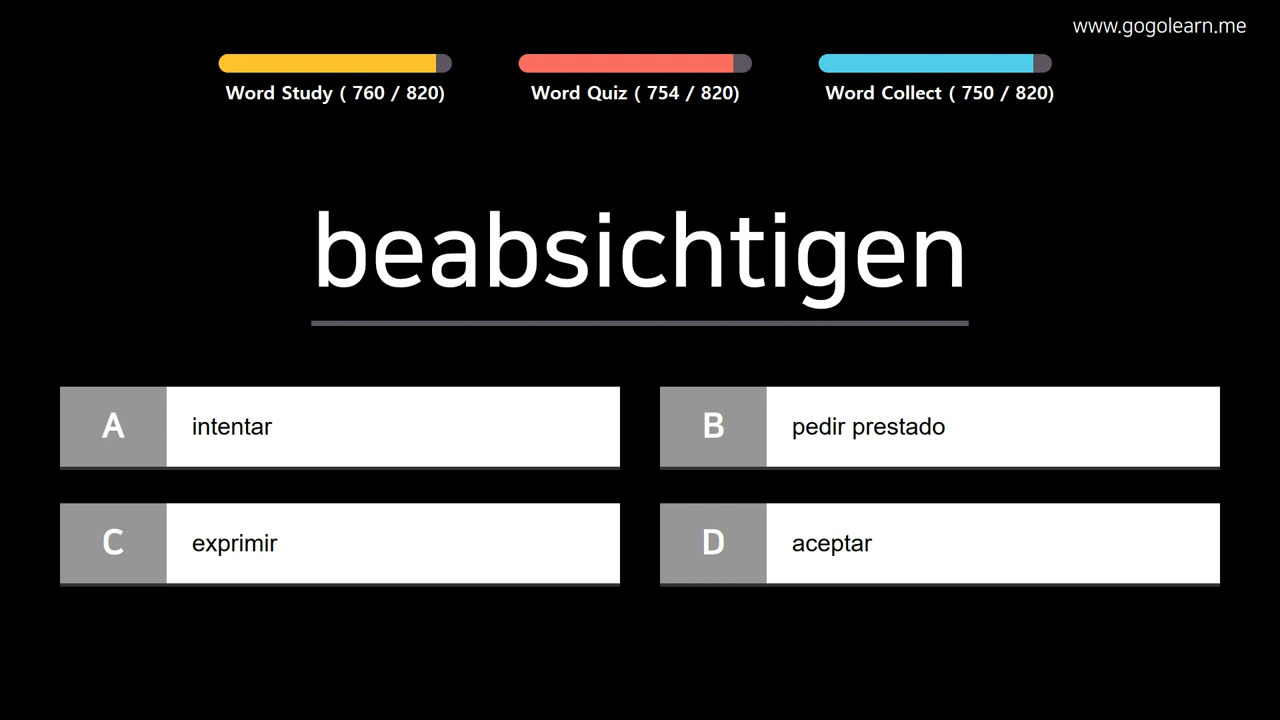 www.gogolearn.me
Word Study ( 760 / 820)
Word Quiz ( 754 / 820)
Word Collect ( 750 / 820)
beabsichtigen
A intentar
B pedir prestado
C exprimir
D aceptar